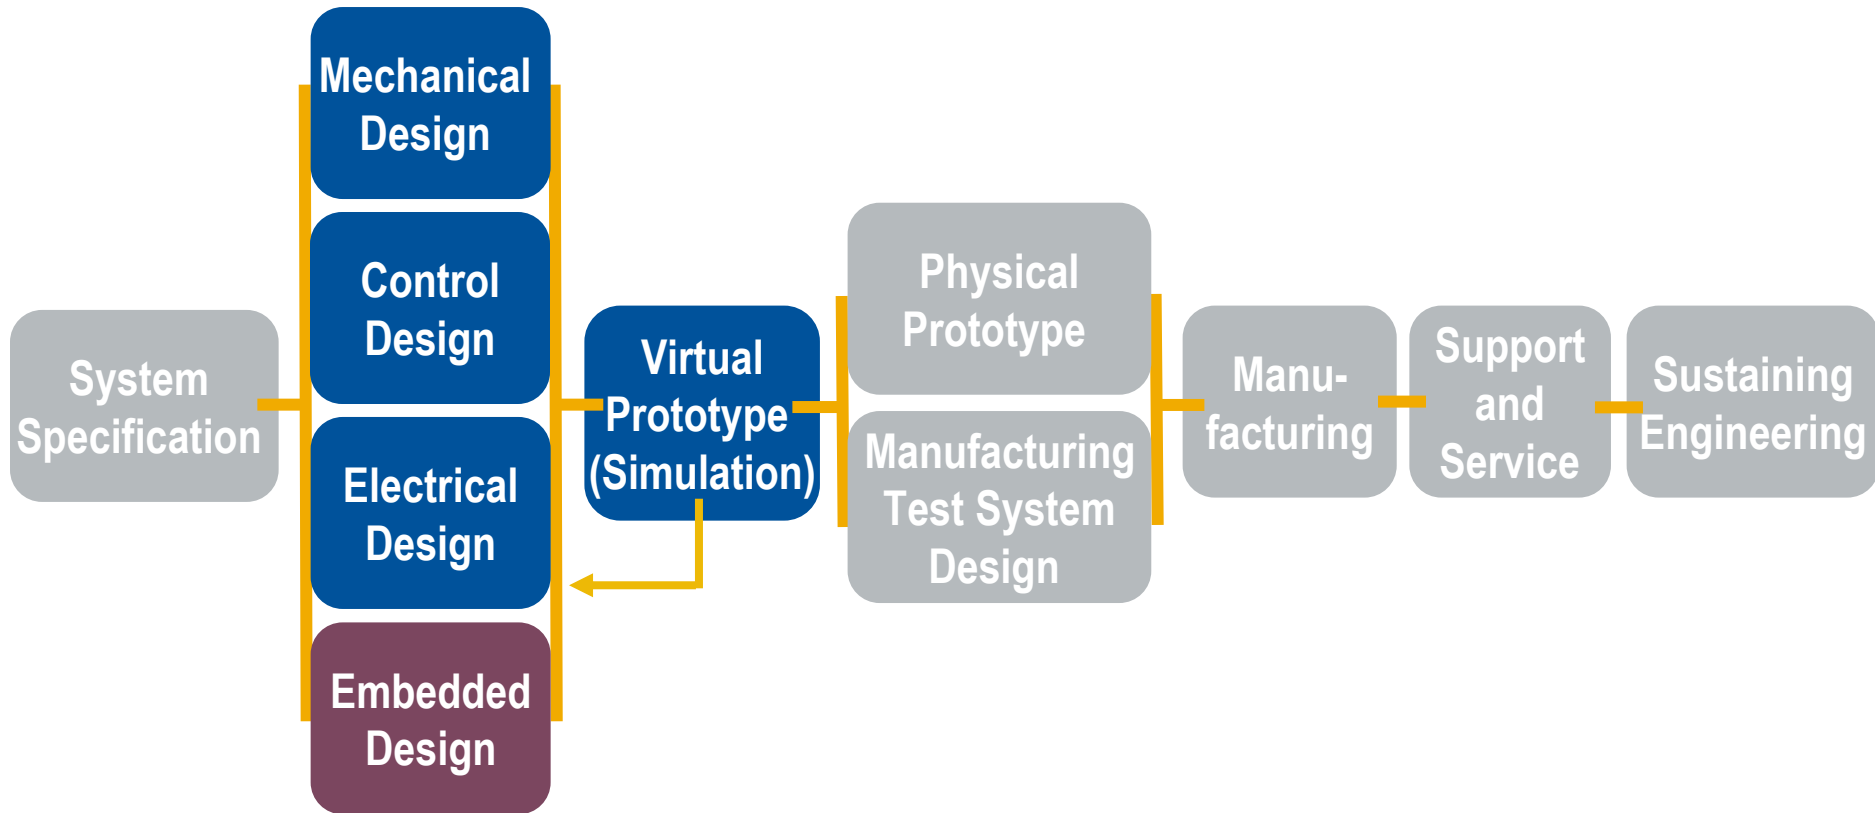 System
Specification
Mechanical
Design
Control
Design
Electrical
Design
Embedded
Design
Virtual
Prototype
(Simulation)
Physical
Prototype
Manufacturing
Test System
Design
Manu-
facturing
Support
and
Service
Sustaining
Engineering